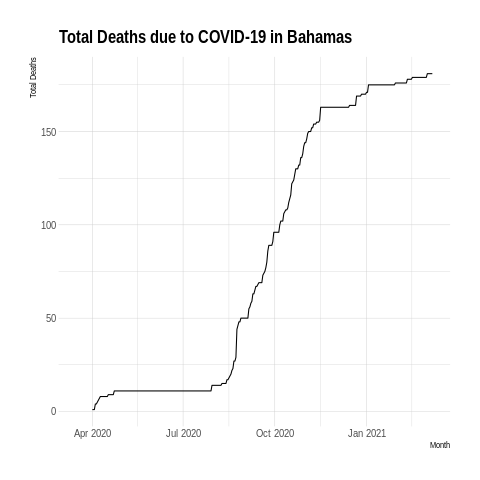 Total Deaths due to COVID-19 in Bahamas
Total Deaths
150
100
50
0
Apr 2020 Jul 2020 Oct 2020 Jan 2021
Month